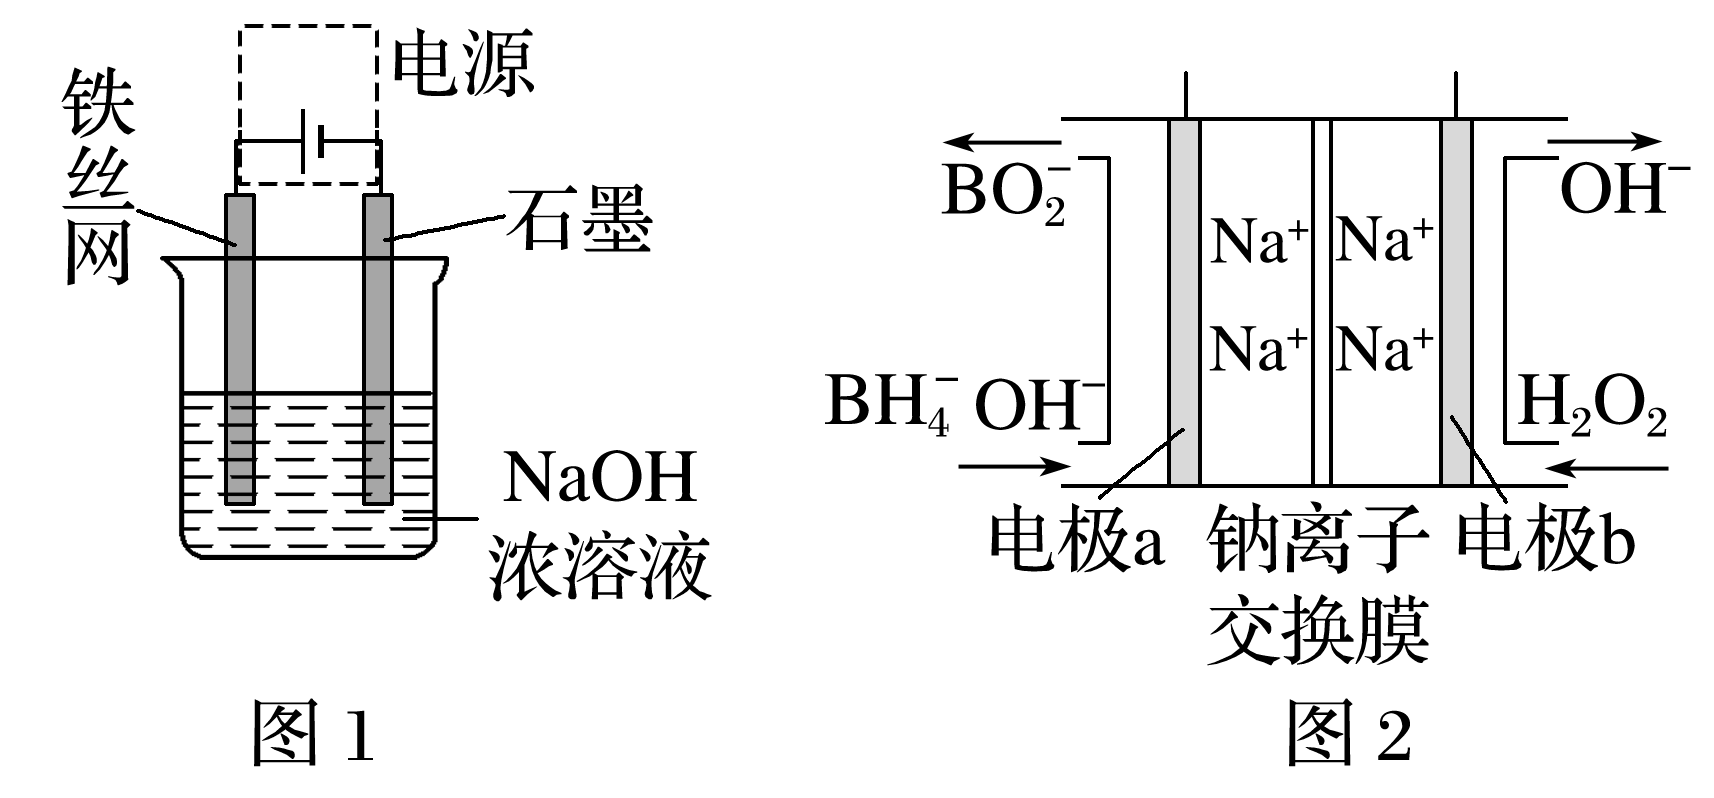 电源
铁丝网
石墨
NaOH
浓溶液
图 1
BO₂⁻
OH⁻
Na⁺
Na⁺
Na⁺
Na⁺
BH₄⁻ OH⁻
H₂O₂
电极a
钠离子
交换膜
电极b
图 2